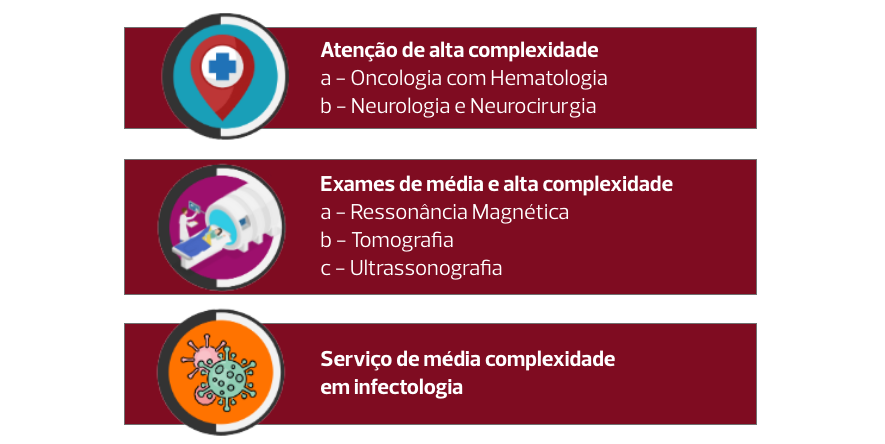 Atenção de alta complexidade
a - Oncologia com Hematologia
b - Neurologia e Neurocirurgia
Exames de média e alta complexidade
a - Ressonância Magnética
b - Tomografia
c - Ultrassonografia
Serviço de média complexidade
em infectologia